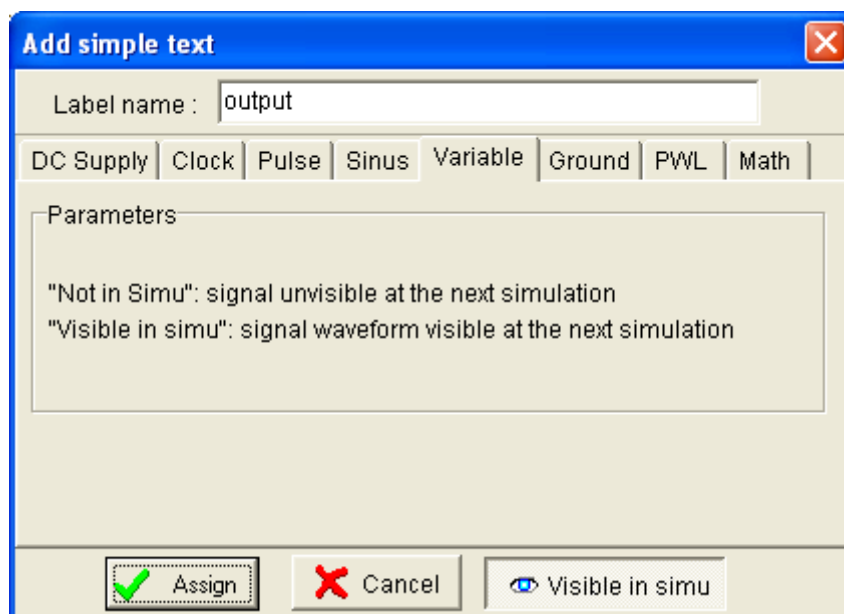 Add simple text
Label name : output
DC Supply Clock Pulse Sinus Variable Ground PWL Math
Parameters
"Not in Simu": signal unvisible at the next simulation
"Visible in simu": signal waveform visible at the next simulation
Assign Cancel Visible in simu